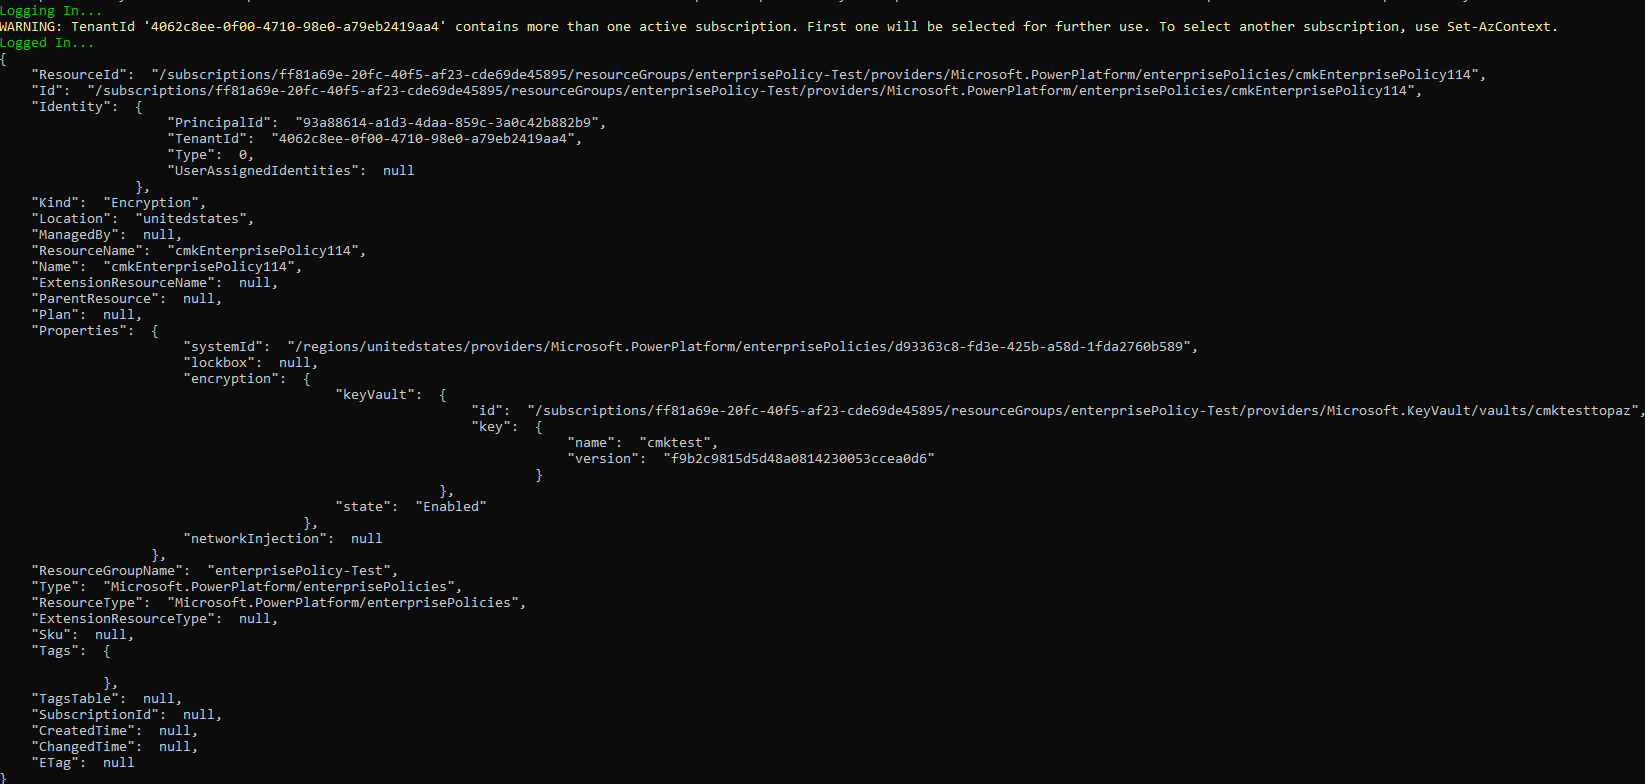 Logging In...
WARNING: TenantId '4062c8ee-0f00-4710-98e0-a79eb2419aa4' contains more than one active subscription. First one will be selected for further use. To select another subscription, use Set-AzContext.
Logged In...
{
    "ResourceId":  "/subscriptions/ff81a69e-20fc-40f5-af23-cde69de45895/resourceGroups/enterprisePolicy-Test/providers/Microsoft.PowerPlatform/enterprisePolicies/cmkEnterprisePolicy114",
    "Id":  "/subscriptions/ff81a69e-20fc-40f5-af23-cde69de45895/resourceGroups/enterprisePolicy-Test/providers/Microsoft.PowerPlatform/enterprisePolicies/cmkEnterprisePolicy114",
    "Identity":  {
                     "PrincipalId":  "93a88614-a1d3-4daa-859c-3a0c42b882b9",
                     "TenantId":  "4062c8ee-0f00-4710-98e0-a79eb2419aa4",
                     "Type":  0,
                     "UserAssignedIdentities":  null
                 },
    "Kind":  "Encryption",
    "Location":  "unitedstates",
    "ManagedBy":  null,
    "ResourceName":  "cmkEnterprisePolicy114",
    "Name":  "cmkEnterprisePolicy114",
    "ExtensionResourceName":  null,
    "ParentResource":  null,
    "Plan":  null,
    "Properties":  {
                       "systemId":  "/regions/unitedstates/providers/Microsoft.PowerPlatform/enterprisePolicies/d93363c8-fd3e-425b-a58d-1fda2760b589",
                       "lockbox":  null,
                       "encryption":  {
                                          "keyVault":  {
                                                           "id":  "/subscriptions/ff81a69e-20fc-40f5-af23-cde69de45895/resourceGroups/enterprisePolicy-Test/providers/Microsoft.KeyVault/vaults/cmktesttopaz",
                                                           "key":  {
                                                                       "name":  "cmktest",
                                                                       "version":  "f9b2c9815d5d48a0814230053ccea0d6"
                                                                   }
                                                       },
                                          "state":  "Enabled"
                                      },
                       "networkInjection":  null
                   },
    "ResourceGroupName":  "enterprisePolicy-Test",
    "Type":  "Microsoft.PowerPlatform/enterprisePolicies",
    "ResourceType":  "Microsoft.PowerPlatform/enterprisePolicies",
    "ExtensionResourceType":  null,
    "Sku":  null,
    "Tags":  {

             },
    "TagsTable":  null,
    "SubscriptionId":  null,
    "CreatedTime":  null,
    "ChangedTime":  null,
    "ETag":  null
}